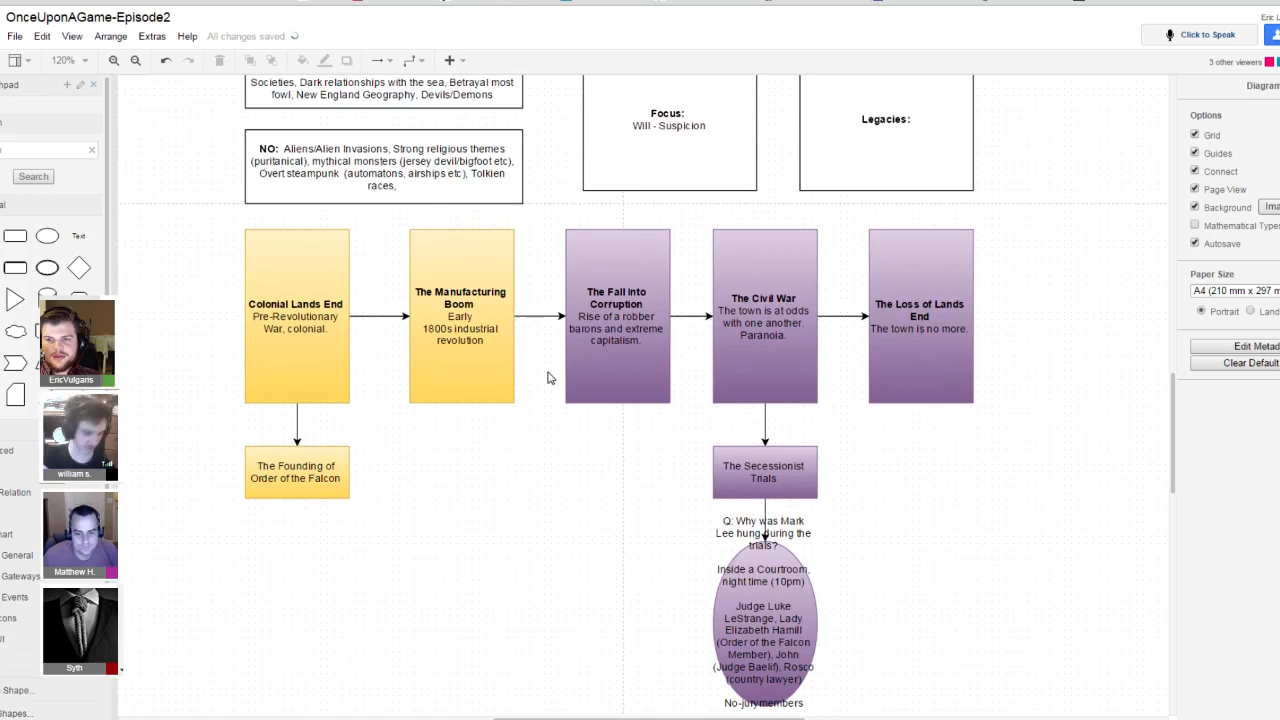 OnceUponAGame-Episode2
Eric L
File Edit View Arrange Extras Help All changes saved
Click to Speak
120%
3 other viewers
hpad
Search
Text
EricVulgaris
william s.
Matthew H.
Syth
Relation
General
Gateways
Events
Shape...
Shapes...
Societies, Dark relationships with the sea, Betrayal most
fowl, New England Geography, Devils/Demons
NO: Aliens/Alien Invasions, Strong religious themes
(puritanical), mythical monsters (jersey devil/bigfoot etc),
Overt steampunk (automatons, airships etc), Tolkien
races,
Focus:
Will - Suspicion
Legacies:
Colonial Lands End
Pre-Revolutionary
War, colonial.
The Manufacturing
Boom
Early
1800s industrial
revolution
The Fall Into
Corruption
Rise of a robber
barons and extreme
capitalism.
The Civil War
The town is at odds
with one another.
Paranoia.
The Loss of Lands
End
The town is no more.
The Founding of
Order of the Falcon
The Secessionist
Trials
Q: Why was Mark
Lee hung during the
trials?
Inside a Courtroom,
night time (10pm)
Judge Luke
LeStrange, Lady
Elizabeth Hamill
(Order of the Falcon
Member), John
(Judge Baelif), Rosco
(country lawyer)
No-jurymembers
Diagram
Options
Grid
Guides
Connect
Page View
Background Ima
Mathematical Types
Autosave
Paper Size
A4 (210 mm x 297 m
Portrait Land
Edit Metad
Clear Default